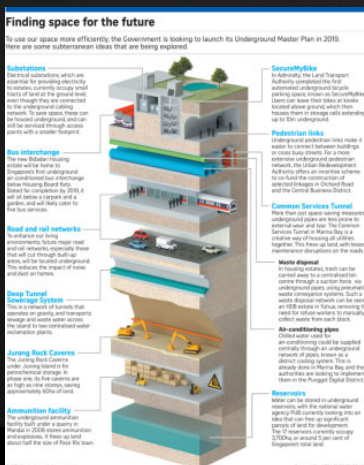 Finding space for the future
To use our space more efficiently, the Government is looking to launch its Underground Master Plan in 2019.
Here are some subterranean ideas that are being explored.
Substations
Electrical substations, which are
essential for providing electricity
to estates, currently occupy small
tracts of land at the ground level,
even though they are connected
to the underground cabling
network. To save space, these can
be housed underground, and can
still be serviced through access
points with a smaller footprint.
Bus interchange
The new Bidadari housing
estate will be home to
Singapore's first underground
air-conditioned bus interchange
below Housing Board flats.
Slated for completion by 2019, it
will sit below a carpark and a
garden, and will likely cater to
five bus services.
Road and rail networks
To enhance our living
environments, future major road
and rail networks, especially those
that will cut through built-up
areas, will be located underground.
This reduces the impact of noise
and dust on homes.
Deep Tunnel
Sewerage System
This is a network of tunnels that
operates on gravity, and transports
sewage and waste water across
the island to two centralised water
reclamation plants.
Jurong Rock Caverns
The Jurong Rock Caverns
under Jurong Island is for
petrochemical storage. In
phase one, its five caverns are
as high as nine storeys, saving
approximately 60ha of land.
Ammunition facility
The underground ammunition
facility built under a quarry in
Mandai in 2008 stores ammunition
and explosives. It frees up land
about half the size of Pasir Ris town.
SecureMyBike
In Admiralty, the Land Transport
Authority completed the first
automated underground bicycle
parking space, known as SecureMyBike.
Users can leave their bikes at kiosks
located above ground, which then
houses them in storage cells extending
up to 10m underground.
Pedestrian links
Underground pedestrian links make it
easier to connect between buildings
or cross busy streets. For a more
extensive underground pedestrian
network, the Urban Redevelopment
Authority offers an incentive scheme
to co-fund the construction of
selected linkages in Orchard Road
and the Central Business District.
Common Services Tunnel
More than just space-saving measures,
underground pipes are less prone to
external wear and tear. The Common
Services Tunnel in Marina Bay is a
creative way of housing all utilities
together. This frees up land, with lesser
maintenance disruptions on the roads.
Waste disposal
In housing estates, trash can be
carried away to a centralised bin
centre through a suction force via
underground pipes, using pneumatic
waste conveyance systems. Such a
waste disposal network can be seen
an HDB estate in Yuhua, removing the
need for refuse workers to manually
collect waste from each block.
Air-conditioning pipes
Chilled water used for
air-conditioning could be supplied
centrally through an underground
network of pipes, known as a
district cooling system. This is
already done in Marina Bay, and the
authorities are looking to implement
them in the Punggol Digital District.
Reservoirs
Water can be stored in underground
reservoirs, with the national water
agency PUB currently looking into an
idea that can free up significant
parcels of land for development.
The 17 reservoirs currently occupy
3,700ha, or around 5 per cent of
Singapore's total land.